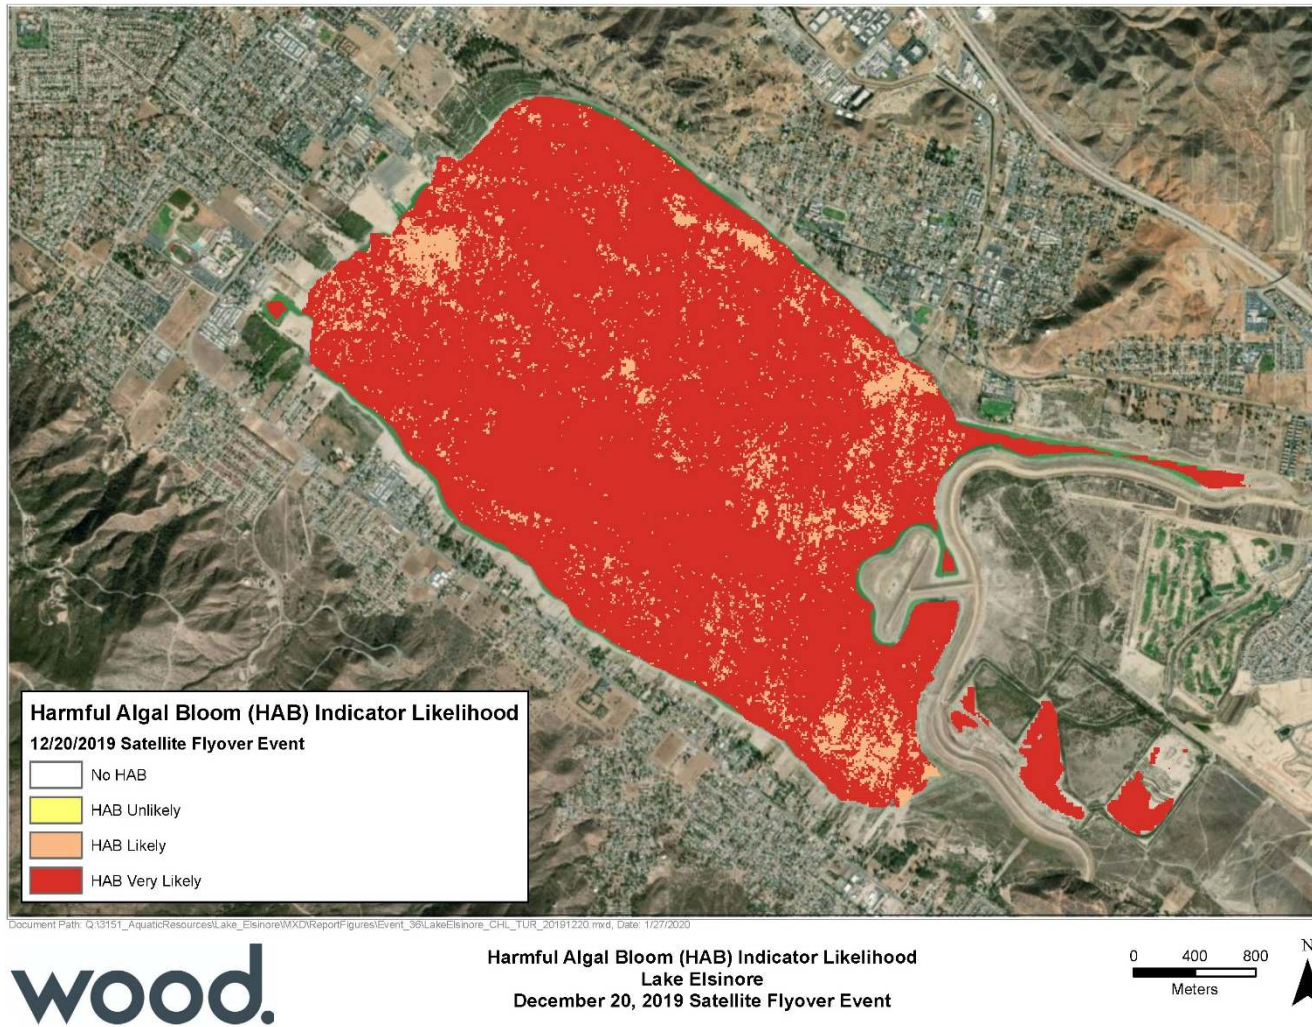 Harmful Algal Bloom (HAB) Indicator Likelihood
12/20/2019 Satellite Flyover Event
No HAB
HAB Unlikely
HAB Likely
HAB Very Likely
Document Path: Q:\3151_AquaticResources\Lake_Elsinore\MXD\ReportFigures\Event_36\LakeElsinore_CHL_TUR_20191220.mxd, Date: 1/27/2020
wood.
Harmful Algal Bloom (HAB) Indicator Likelihood
Lake Elsinore
December 20, 2019 Satellite Flyover Event
0 400 800
Meters
N